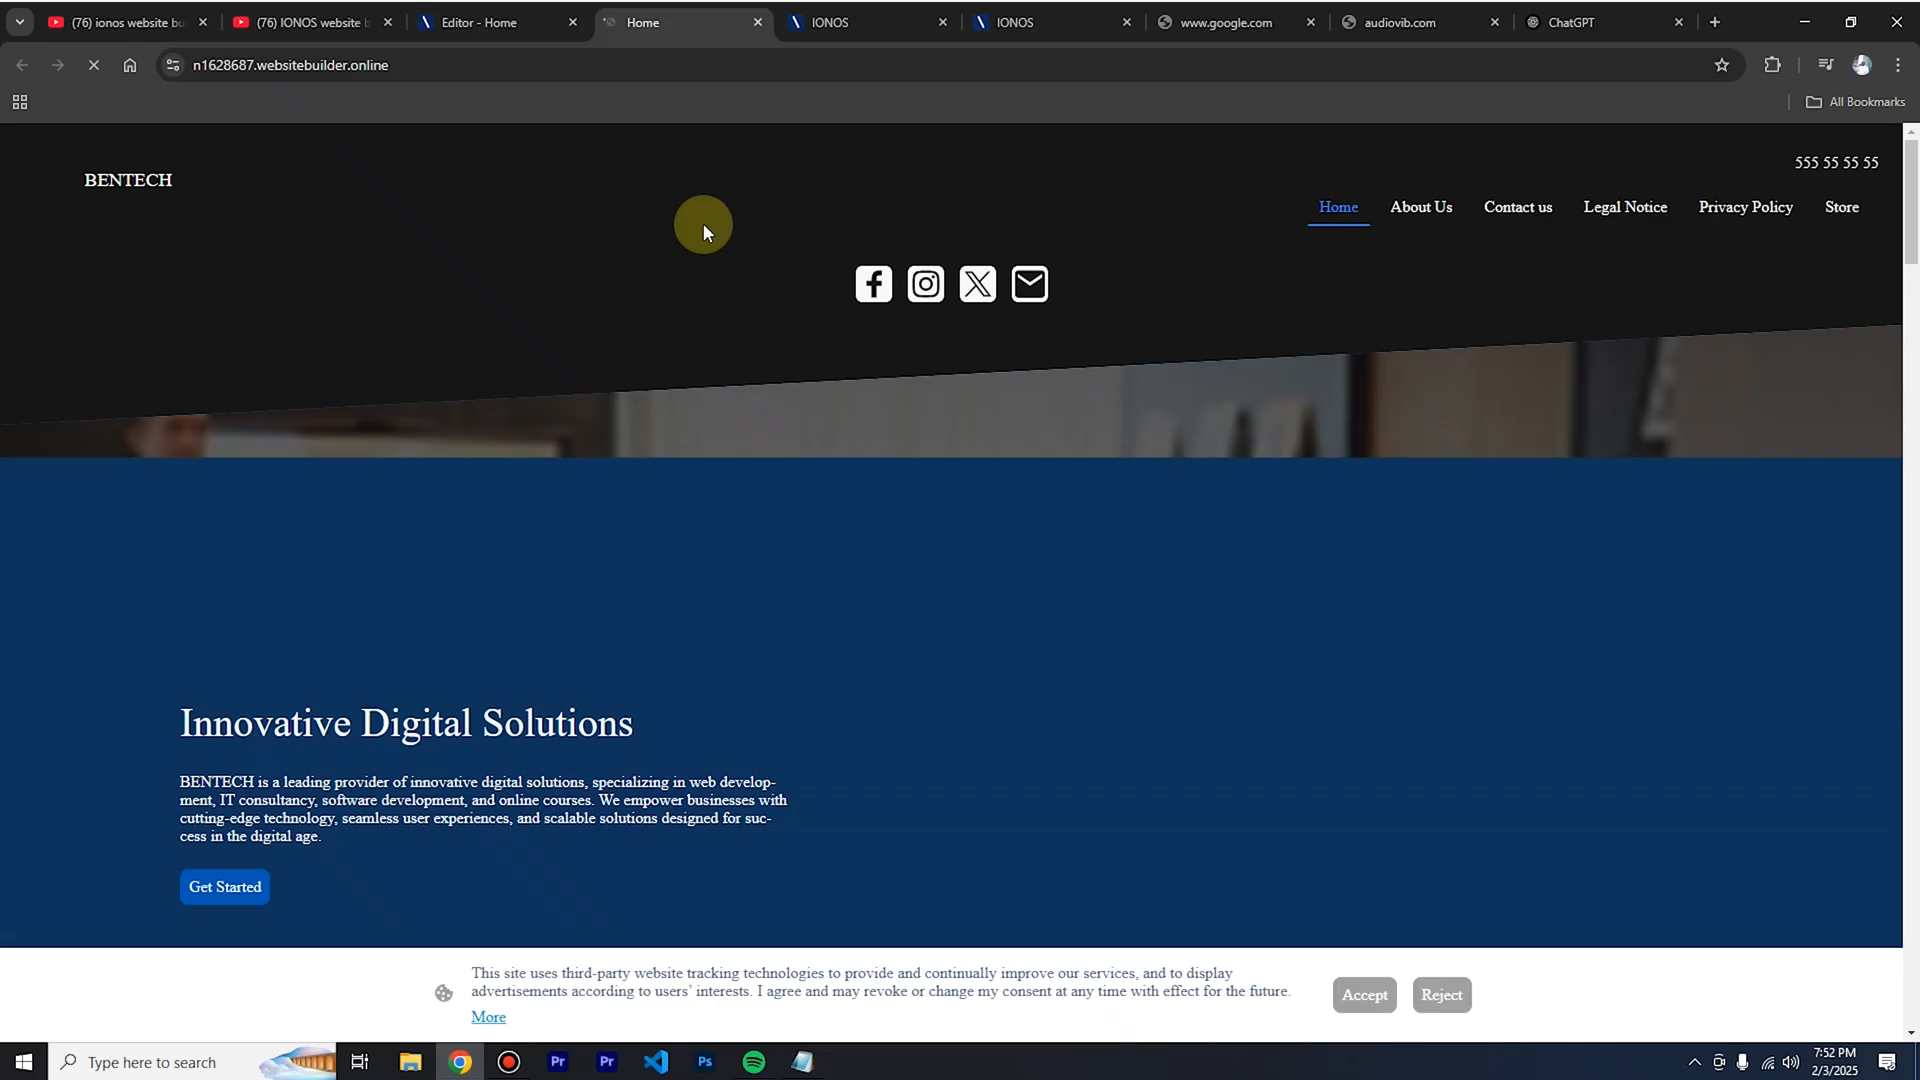 (76) ionos website bu
(76) IONOS website b
Editor - Home
Home
IONOS
IONOS
www.google.com
audiovib.com
ChatGPT
n1628687.websitebuilder.online
All Bookmarks
555 55 55 55
BENTECH
Home
About Us
Contact us
Legal Notice
Privacy Policy
Store
Innovative Digital Solutions
BENTECH is a leading provider of innovative digital solutions, specializing in web develop-
ment, IT consultancy, software development, and online courses. We empower businesses with
cutting-edge technology, seamless user experiences, and scalable solutions designed for suc-
cess in the digital age.
Get Started
This site uses third-party website tracking technologies to provide and continually improve our services, and to display
advertisements according to users’ interests. I agree and may revoke or change my consent at any time with effect for the future.
More
Accept
Reject
Type here to search
Pr
Pr
Ps
7:52 PM
2/3/2025